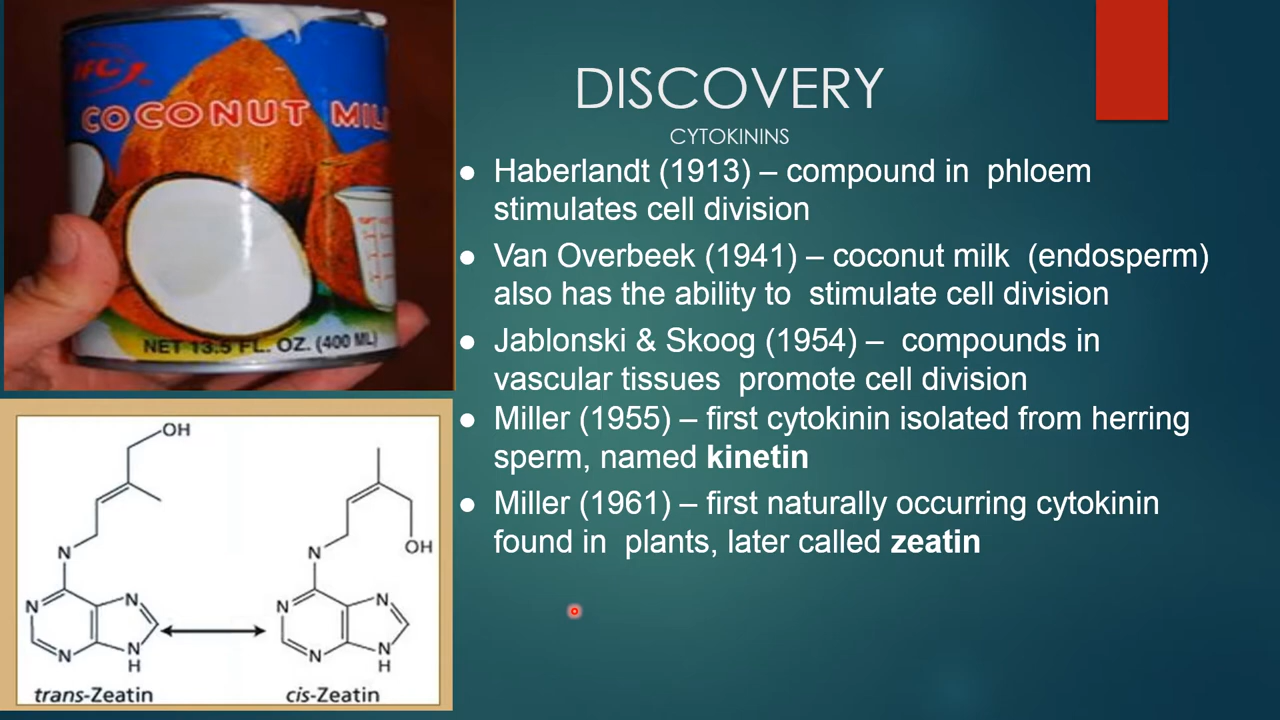 IFC
COCONUT MIL
NET 13.5 FL. OZ. (400 ML)
DISCOVERY
CYTOKININS
● Haberlandt (1913) – compound in phloem
stimulates cell division
● Van Overbeek (1941) – coconut milk (endosperm)
also has the ability to stimulate cell division
● Jablonski & Skoog (1954) – compounds in
vascular tissues promote cell division
● Miller (1955) – first cytokinin isolated from herring
sperm, named kinetin
● Miller (1961) – first naturally occurring cytokinin
found in plants, later called zeatin
OH
N
N
N
N
N
H
trans-Zeatin
OH
N
N
N
N
N
H
cis-Zeatin